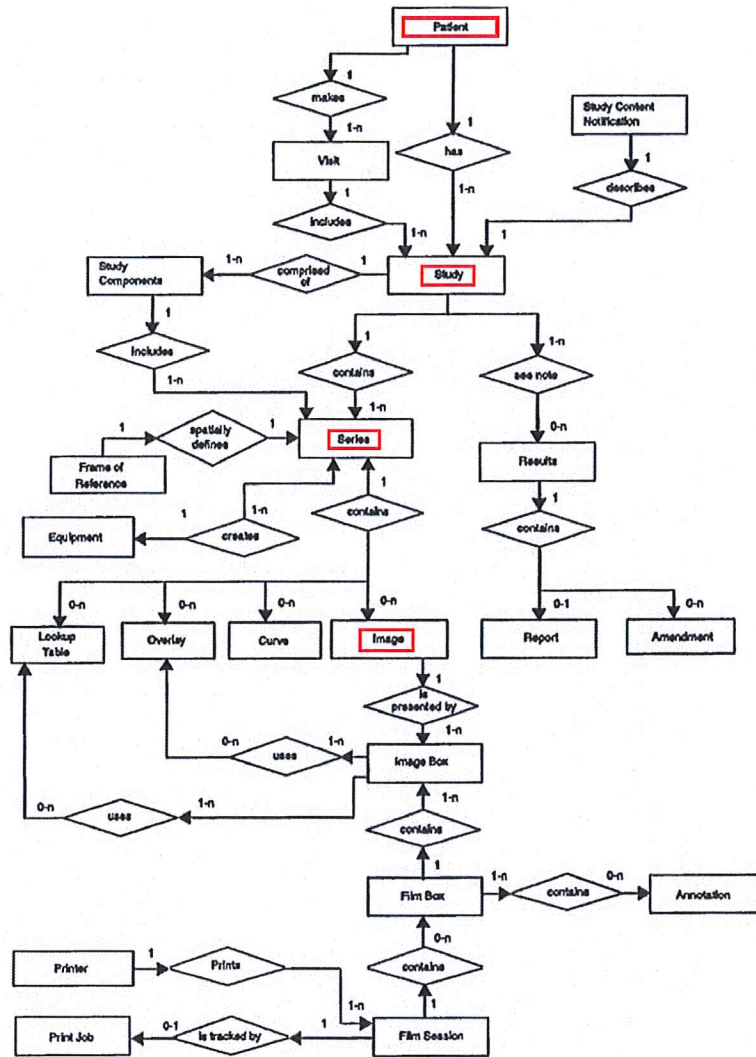 Patient
1
makes
1-n
Visit
1
includes
1-n
1
has
1-n
Study Content
Notification
1
describes
1
Study
1
comprised
of
1-n
Study
Components
1
Includes
1-n
1
contains
1-n
1-n
see note
0-n
Series
1
spatially
defines
1
Frame of
Reference
Results
1
contains
1
contains
1-n
creates
1
Equipment
0-n
0-n
0-n
0-n
0-1
0-n
Lookup
Table
Overlay
Curve
Image
Report
Amendment
1
is
presented by
1-n
0-n
uses
1-n
Image Box
0-n
uses
1-n
1-n
contains
1
Film Box
1-n
contains
0-n
Annotation
0-n
contains
1
Printer
1
Prints
1-n
Film Session
Print Job
0-1
is tracked by
1